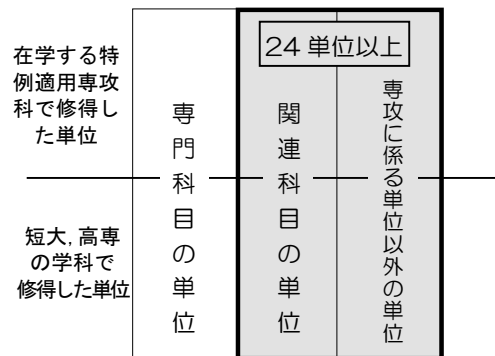 在学する特
例適用専攻
科で修得し
た単位
短大，高専
の学科で
修得した単位
専門科目の単位
24 単位以上
関連科目の単位
専攻に係る単位以外の単位